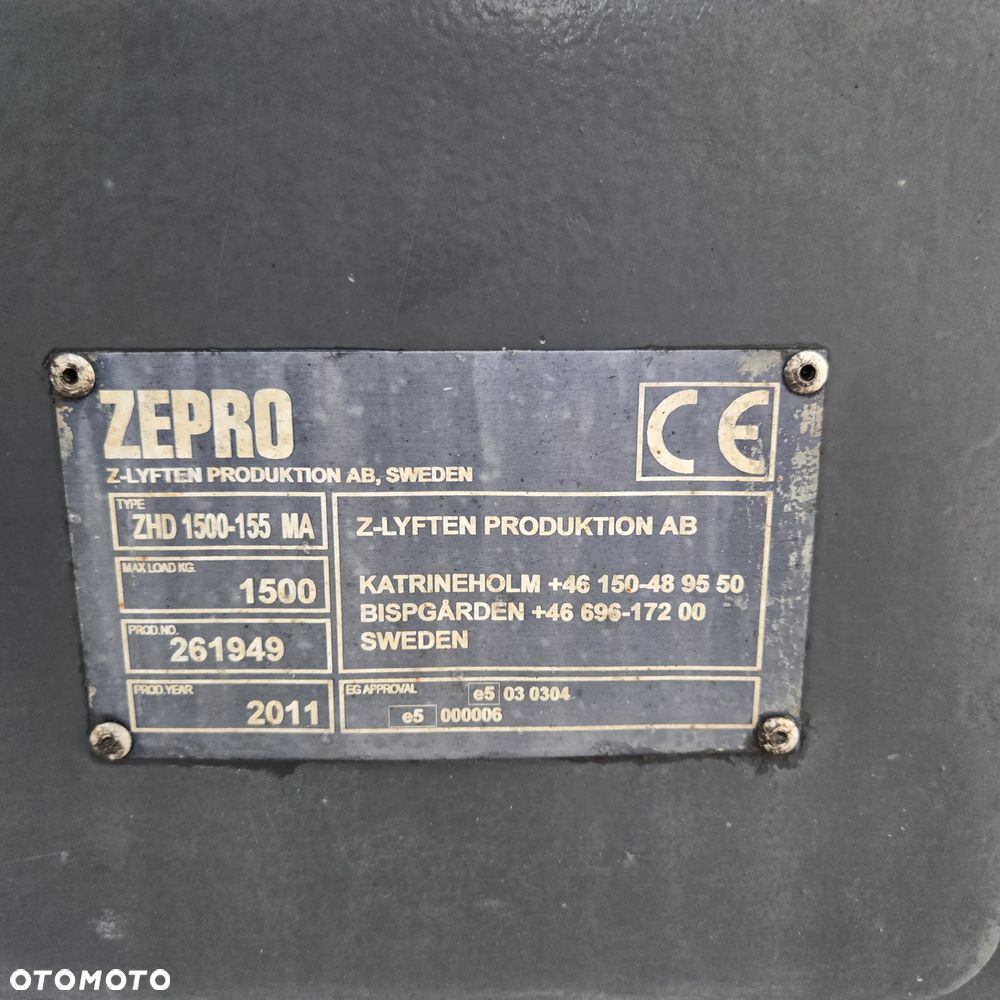 ZEPRO
CE
Z-LYFTEN PRODUKTION AB, SWEDEN
TYPE
ZHD 1500-155 MA
MAX LOAD KG.
1500
PROD.NO.
261949
PROD.YEAR
2011
Z-LYFTEN PRODUKTION AB
KATRINEHOLM +46 150-48 95 50
BISPGÅRDEN +46 696-172 00
SWEDEN
EG APPROVAL e5 03 0304
e5 000006
OTOMOTO